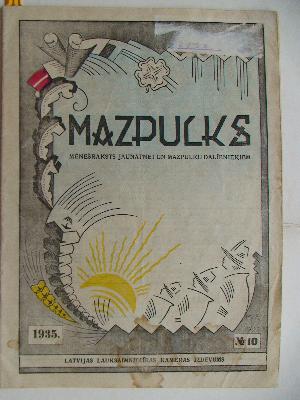 MAZPULKS
MĒNEŠRAKSTS JAUNATNEI UN MAZPULKU DALĪBNIEKIEM
1935.
№ 10
LATVIJAS LAUKSAIMNIECĪBAS KAMERAS IZDEVUMS